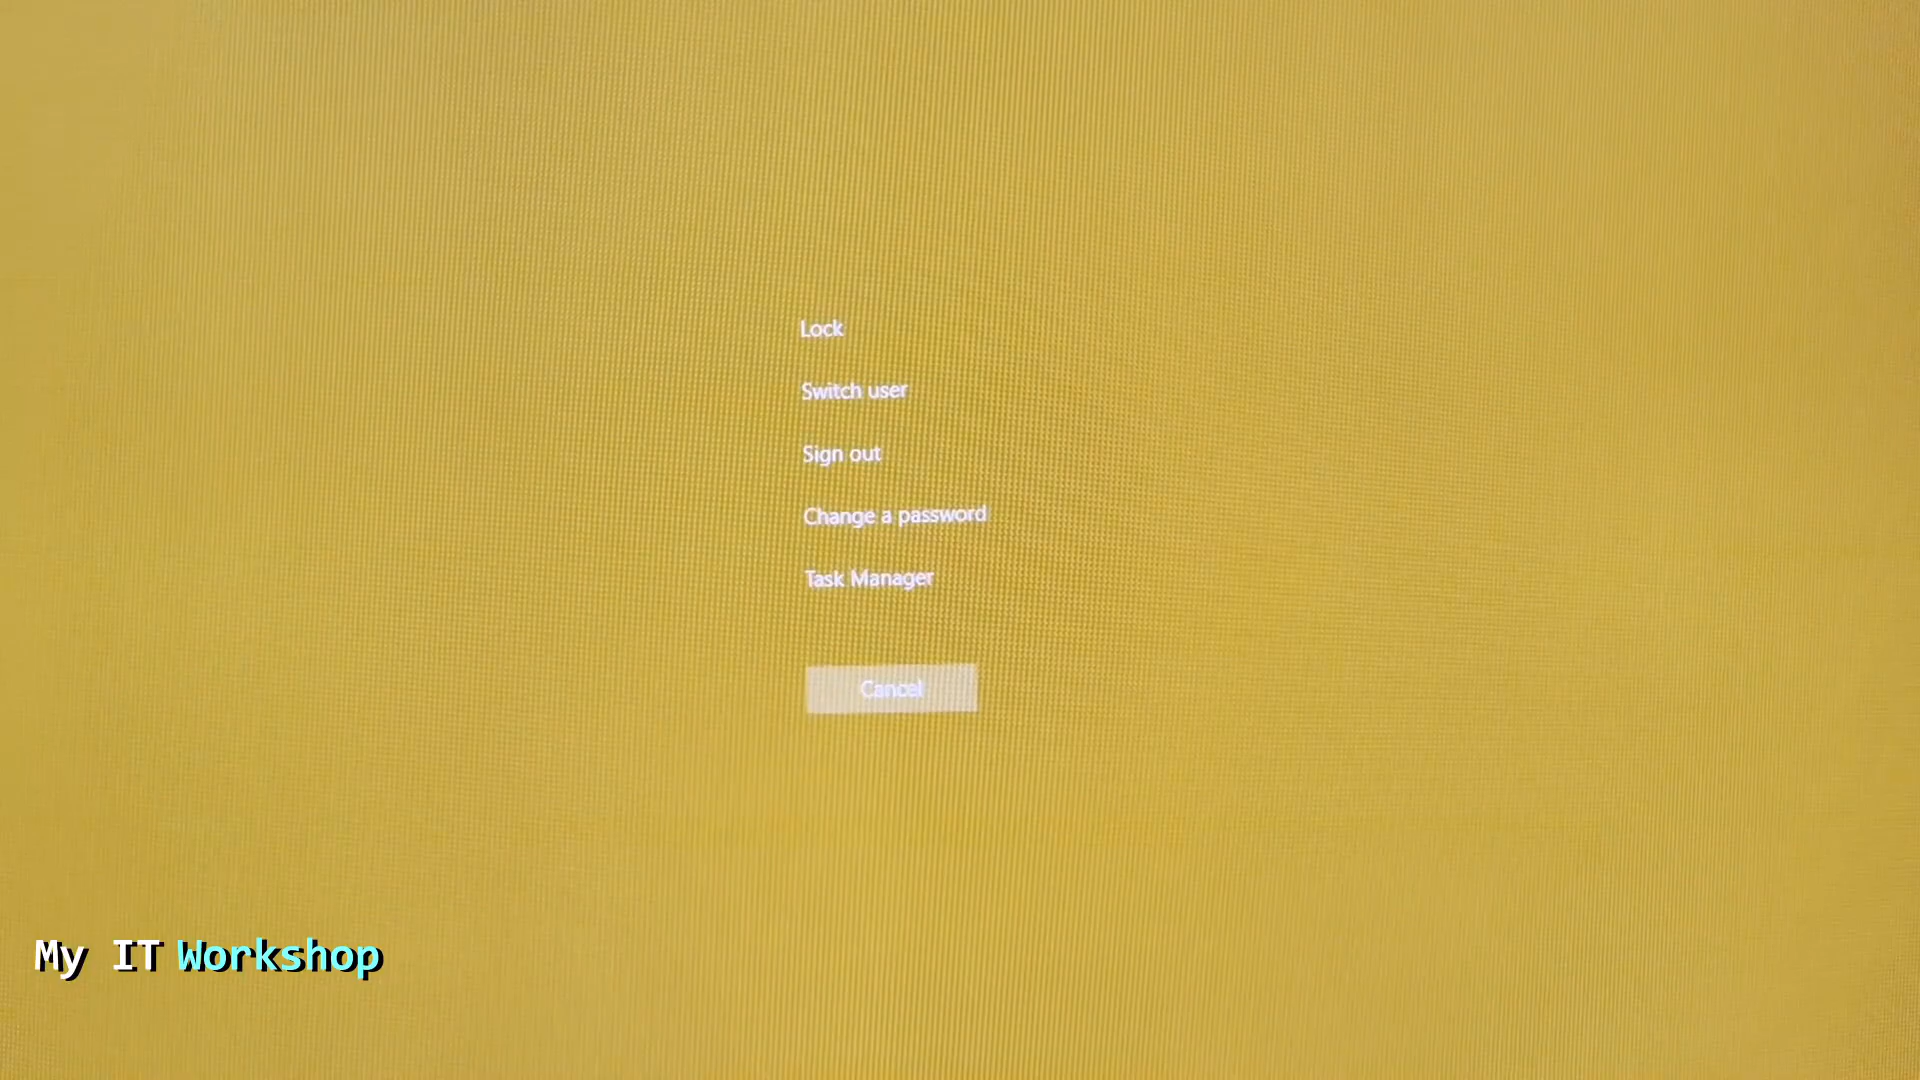 Lock
Switch user
Sign out
Change a password
Task Manager
Cancel
My IT Workshop